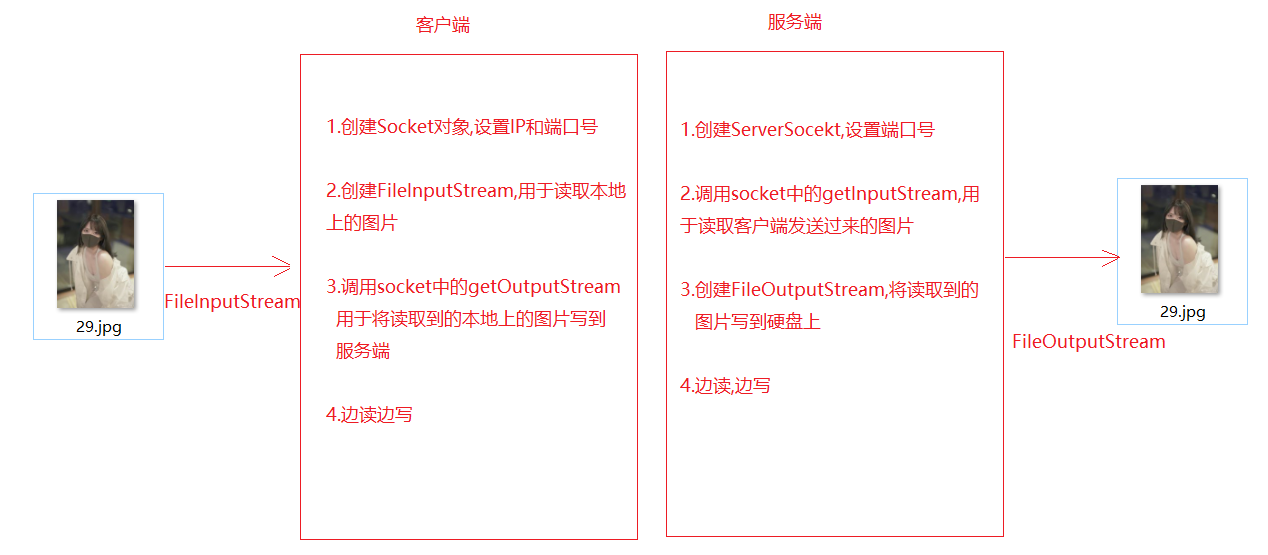 客户端
服务端
1.创建Socket对象,设置IP和端口号
2.创建FileInputStream,用于读取本地
上的图片
3.调用socket中的getOutputStream
用于将读取到的本地上的图片写到
服务端
4.边读边写
1.创建ServerSocekt,设置端口号
2.调用socket中的getInputStream,用
于读取客户端发送过来的图片
3.创建FileOutputStream,将读取到的
图片写到硬盘上
4.边读,边写
29.jpg
FileInputStream
29.jpg
FileOutputStream